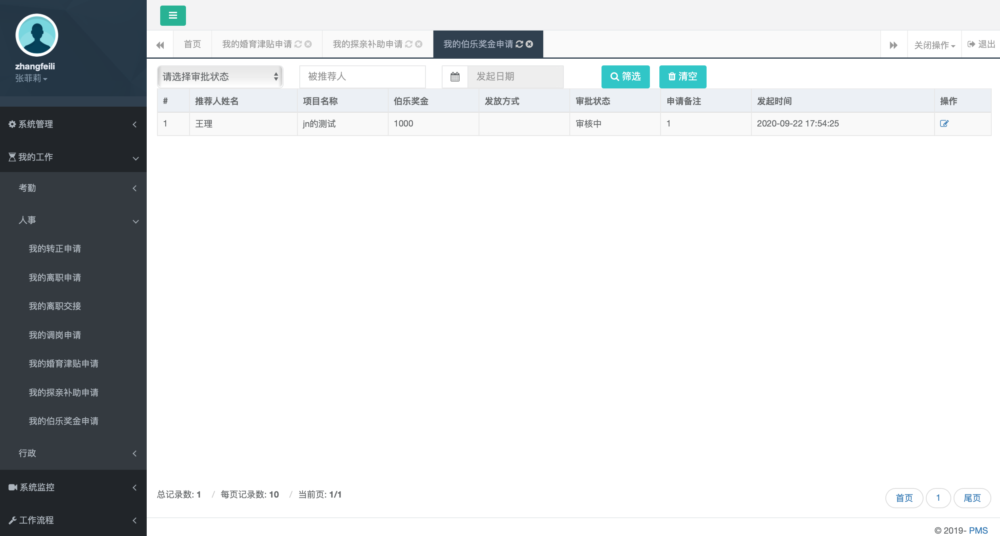 zhangfeili
张菲莉
系统管理
我的工作
考勤
人事
我的转正申请
我的离职申请
我的离职交接
我的调岗申请
我的婚育津贴申请
我的探亲补助申请
我的伯乐奖金申请
行政
系统监控
工作流程
首页 我的婚育津贴申请 我的探亲补助申请 我的伯乐奖金申请 关闭操作 退出
请选择审批状态 被推荐人 发起日期 筛选 清空
# 推荐人姓名 项目名称 伯乐奖金 发放方式 审批状态 申请备注 发起时间 操作
1 王理 jn的测试 1000 审核中 1 2020-09-22 17:54:25
总记录数: 1 / 每页记录数: 10 / 当前页: 1/1 首页 1 尾页
© 2019- PMS